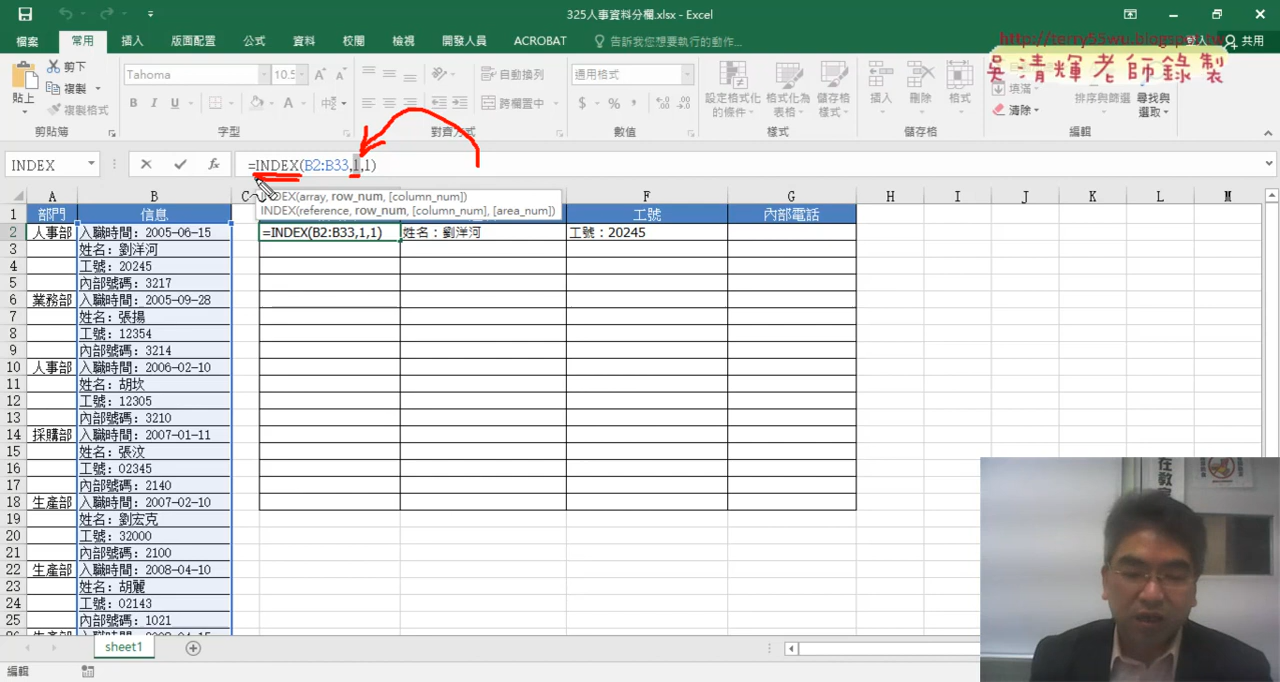 325人事資料分欄.xlsx - Excel
http://terry55wu.blogspot.tw
吳清輝老師錄製
檔案 常用 插入 版面配置 公式 資料 校閱 檢視 開發人員 ACROBAT 告訴我您想要執行的動作... 共用
貼上 剪下 複製 複製格式
Tahoma 10.5
B I U
自動換列
跨欄置中
通用格式
$ % ,
設定格式化的條件 格式化為表格 儲存格樣式
插入 刪除 格式
填滿 清除
排序與篩選 尋找與選取
剪貼簿 字型 對齊方式 數值 樣式 儲存格 編輯
INDEX =INDEX(B2:B33,1,1)
INDEX(array, row_num, [column_num])
INDEX(reference, row_num, [column_num], [area_num])
A B C F G H I J K L M
1 部門 信息 工號 內部電話
2 人事部 入職時間：2005-06-15 =INDEX(B2:B33,1,1) 姓名：劉洋河 工號：20245
3 姓名：劉洋河
4 工號：20245
5 內部號碼：3217
6 業務部 入職時間：2005-09-28
7 姓名：張揚
8 工號：12354
9 內部號碼：3214
10 人事部 入職時間：2006-02-10
11 姓名：胡坎
12 工號：12305
13 內部號碼：3210
14 採購部 入職時間：2007-01-11
15 姓名：張汶
16 工號：02345
17 內部號碼：2140
18 生產部 入職時間：2007-02-10
19 姓名：劉宏克
20 工號：32000
21 內部號碼：2100
22 生產部 入職時間：2008-04-10
23 姓名：胡麗
24 工號：02143
25 內部號碼：1021
sheet1
編輯